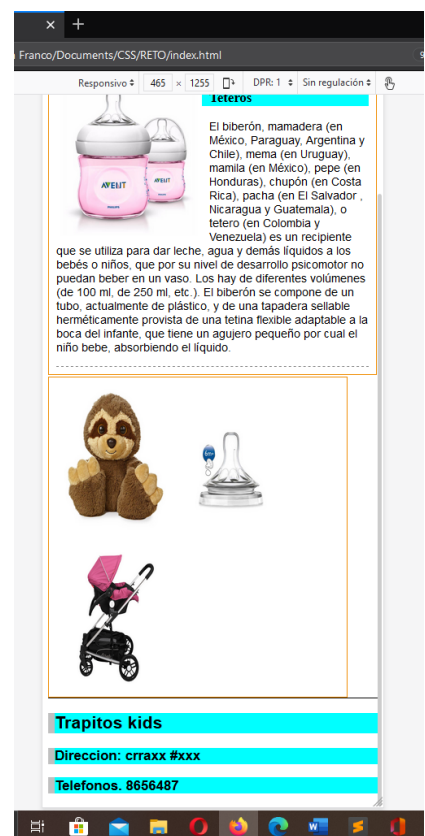 Franco/Documents/CSS/RETO/index.html
Responsivo 465 × 1255 DPR: 1 Sin regulación
Teteros
AVENT
El biberón, mamadera (en
México, Paraguay, Argentina y
Chile), mema (en Uruguay),
mamila (en México), pepe (en
Honduras), chupón (en Costa
Rica), pacha (en El Salvador ,
Nicaragua y Guatemala), o
tetero (en Colombia y
Venezuela) es un recipiente
que se utiliza para dar leche, agua y demás líquidos a los
bebés o niños, que por su nivel de desarrollo psicomotor no
puedan beber en un vaso. Los hay de diferentes volúmenes
(de 100 ml, de 250 ml, etc.). El biberón se compone de un
tubo, actualmente de plástico, y de una tapadera sellable
herméticamente provista de una tetina flexible adaptable a la
boca del infante, que tiene un agujero pequeño por cual el
niño bebe, absorbiendo el líquido.
Trapitos kids
Direccion: crraxx #xxx
Telefonos. 8656487